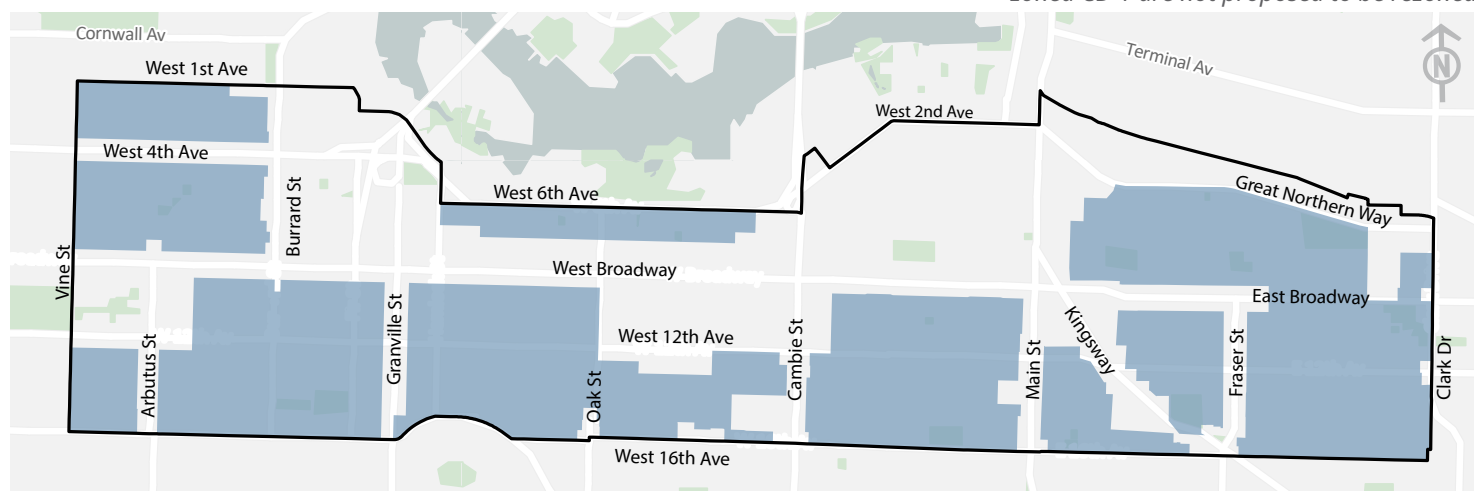 Cornwall Av
West 1st Ave
Terminal Av
N
West 2nd Ave
West 4th Ave
Burrard St
West 6th Ave
Great Northern Way
Vine St
West Broadway
East Broadway
Arbutus St
Granville St
Oak St
West 12th Ave
Cambie St
Main St
Kingsway
Fraser St
Clark Dr
West 16th Ave